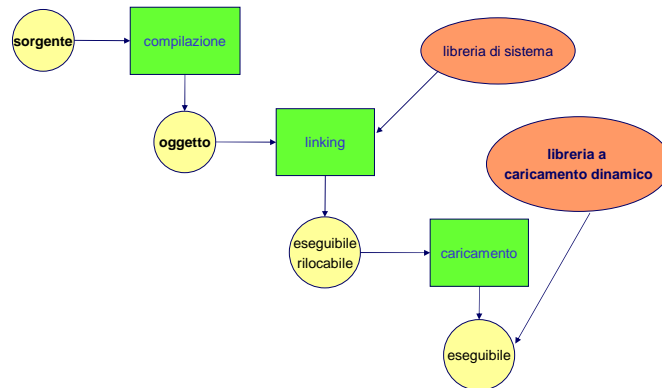 sorgente
compilazione
libreria di sistema
oggetto
linking
libreria a
caricamento dinamico
eseguibile
rilocabile
caricamento
eseguibile